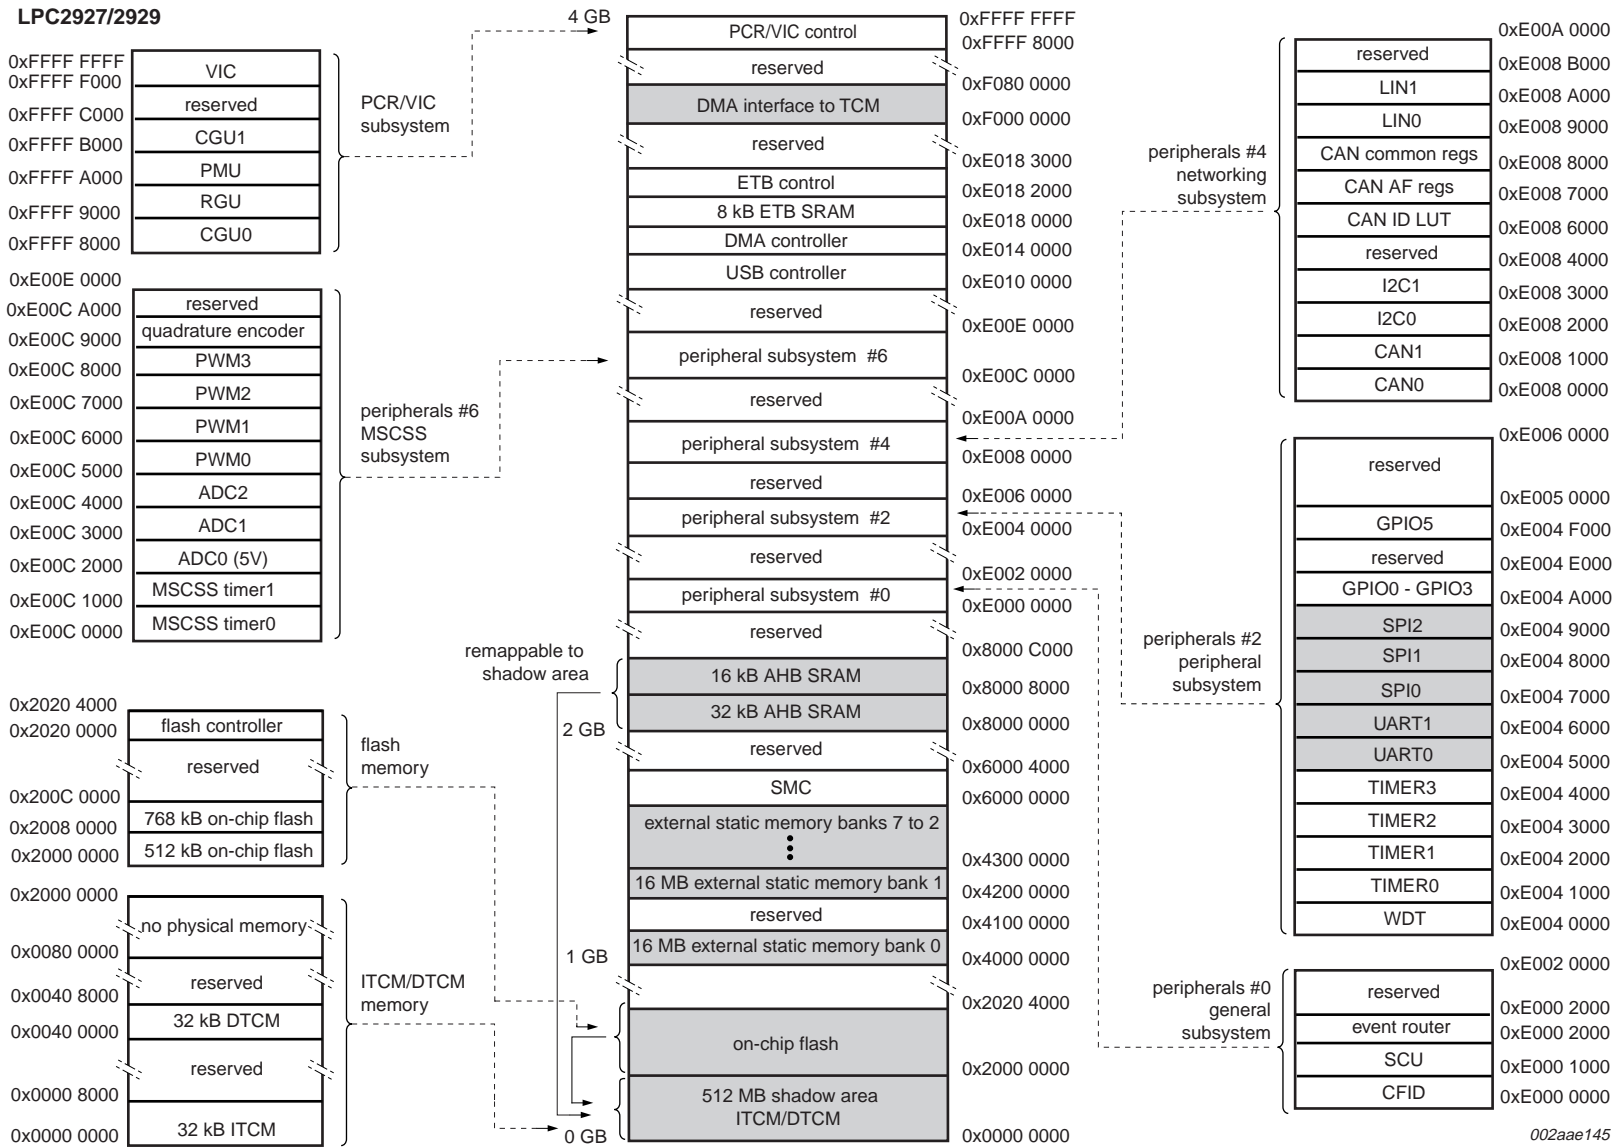 LPC2927/2929
0xFFFF FFFF
VIC
0xFFFF F000
reserved
0xFFFF C000
CGU1
0xFFFF B000
PMU
0xFFFF A000
RGU
0xFFFF 9000
CGU0
0xFFFF 8000
PCR/VIC
subsystem
0xE00E 0000
reserved
0xE00C A000
quadrature encoder
0xE00C 9000
PWM3
0xE00C 8000
PWM2
0xE00C 7000
PWM1
0xE00C 6000
PWM0
0xE00C 5000
ADC2
0xE00C 4000
ADC1
0xE00C 3000
ADC0 (5V)
0xE00C 2000
MSCSS timer1
0xE00C 1000
MSCSS timer0
0xE00C 0000
peripherals #6
MSCSS
subsystem
0x2020 4000
flash controller
0x2020 0000
reserved
0x200C 0000
768 kB on-chip flash
0x2008 0000
512 kB on-chip flash
0x2000 0000
flash
memory
0x2000 0000
no physical memory
0x0080 0000
reserved
0x0040 8000
32 kB DTCM
0x0040 0000
reserved
0x0000 8000
32 kB ITCM
0x0000 0000
ITCM/DTCM
memory
4 GB
0xFFFF FFFF
PCR/VIC control
0xFFFF 8000
reserved
0xF080 0000
DMA interface to TCM
0xF000 0000
reserved
0xE018 3000
ETB control
0xE018 2000
8 kB ETB SRAM
0xE018 0000
DMA controller
0xE014 0000
USB controller
0xE010 0000
reserved
0xE00E 0000
peripheral subsystem #6
0xE00C 0000
reserved
0xE00A 0000
peripheral subsystem #4
0xE008 0000
reserved
0xE006 0000
peripheral subsystem #2
0xE004 0000
reserved
0xE002 0000
peripheral subsystem #0
0xE000 0000
reserved
0x8000 C000
remappable to
shadow area
16 kB AHB SRAM
0x8000 8000
32 kB AHB SRAM
0x8000 0000
2 GB
reserved
0x6000 4000
SMC
0x6000 0000
external static memory banks 7 to 2
0x4300 0000
16 MB external static memory bank 1
0x4200 0000
reserved
0x4100 0000
16 MB external static memory bank 0
0x4000 0000
1 GB
0x2020 4000
on-chip flash
0x2000 0000
512 MB shadow area
ITCM/DTCM
0 GB
0x0000 0000
0xE00A 0000
reserved
0xE008 B000
LIN1
0xE008 A000
LIN0
0xE008 9000
CAN common regs
0xE008 8000
CAN AF regs
0xE008 7000
CAN ID LUT
0xE008 6000
reserved
0xE008 4000
I2C1
0xE008 3000
I2C0
0xE008 2000
CAN1
0xE008 1000
CAN0
0xE008 0000
peripherals #4
networking
subsystem
0xE006 0000
reserved
0xE005 0000
GPIO5
0xE004 F000
reserved
0xE004 E000
GPIO0 - GPIO3
0xE004 A000
SPI2
0xE004 9000
SPI1
0xE004 8000
SPI0
0xE004 7000
UART1
0xE004 6000
UART0
0xE004 5000
TIMER3
0xE004 4000
TIMER2
0xE004 3000
TIMER1
0xE004 2000
TIMER0
0xE004 1000
WDT
0xE004 0000
peripherals #2
peripheral
subsystem
0xE002 0000
reserved
0xE000 2000
event router
0xE000 2000
SCU
0xE000 1000
CFID
0xE000 0000
peripherals #0
general
subsystem
002aae145